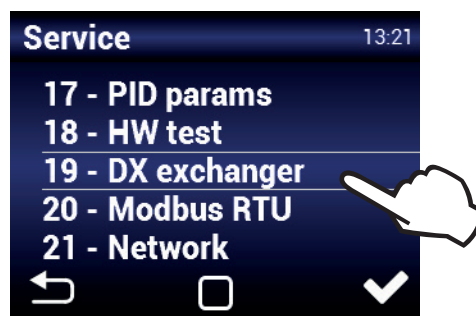 Service 13:21
17 - PID params
18 - HW test
19 - DX exchanger
20 - Modbus RTU
21 - Network